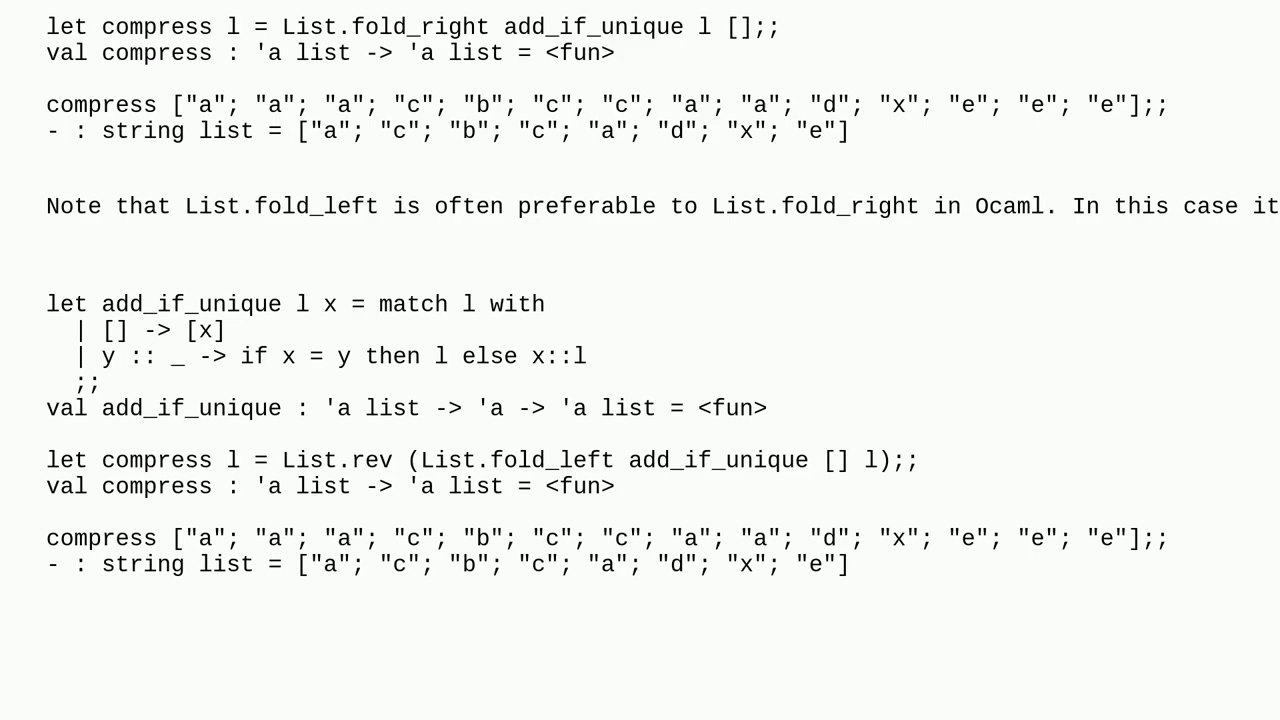 let compress l = List.fold_right add_if_unique l [];;
val compress : 'a list -> 'a list = <fun>
compress ["a"; "a"; "a"; "c"; "b"; "c"; "c"; "a"; "a"; "d"; "x"; "e"; "e"; "e"];;
- : string list = ["a"; "c"; "b"; "c"; "a"; "d"; "x"; "e"]
Note that List.fold_left is often preferable to List.fold_right in Ocaml. In this case it
let add_if_unique l x = match l with
  | [] -> [x]
  | y :: _ -> if x = y then l else x::l
  ;;
val add_if_unique : 'a list -> 'a -> 'a list = <fun>
let compress l = List.rev (List.fold_left add_if_unique [] l);;
val compress : 'a list -> 'a list = <fun>
compress ["a"; "a"; "a"; "c"; "b"; "c"; "c"; "a"; "a"; "d"; "x"; "e"; "e"; "e"];;
- : string list = ["a"; "c"; "b"; "c"; "a"; "d"; "x"; "e"]